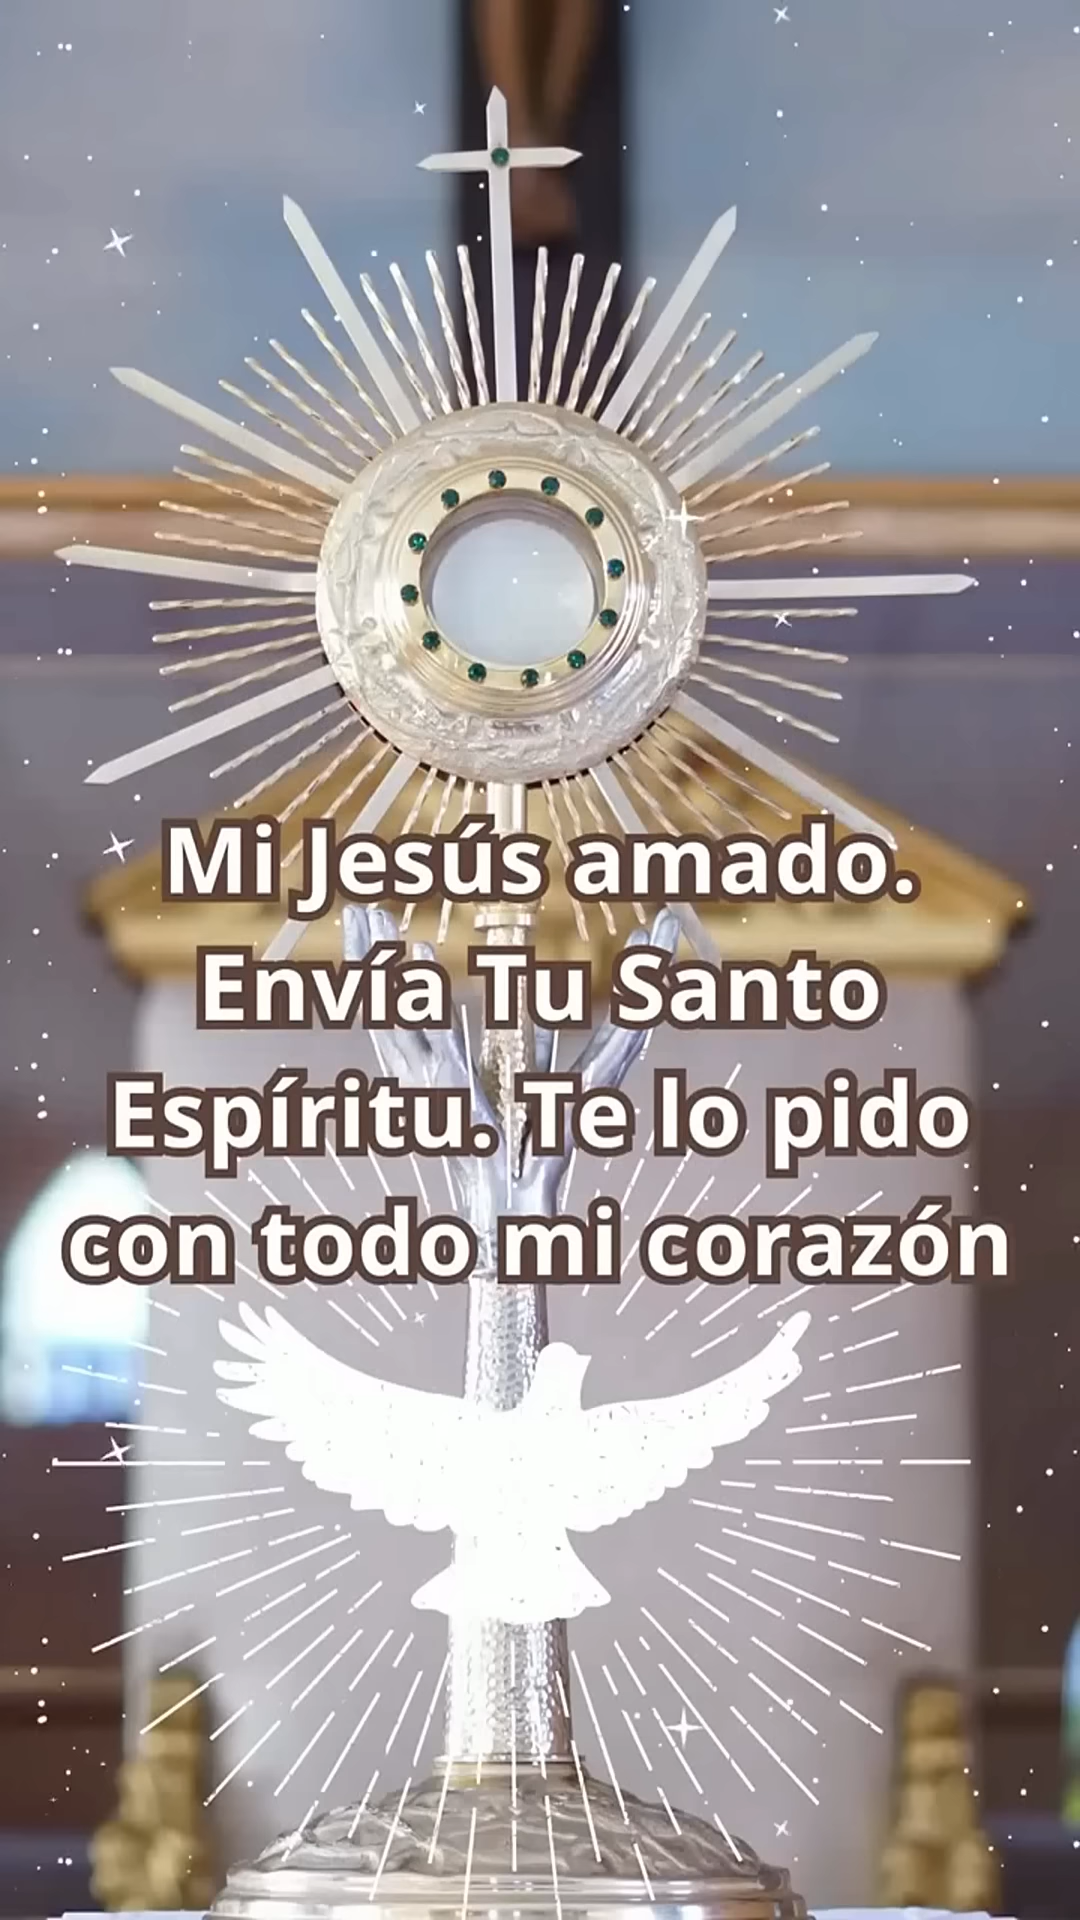 Mi Jesús amado.
Envía Tu Santo
Espíritu. Te lo pido
con todo mi corazón